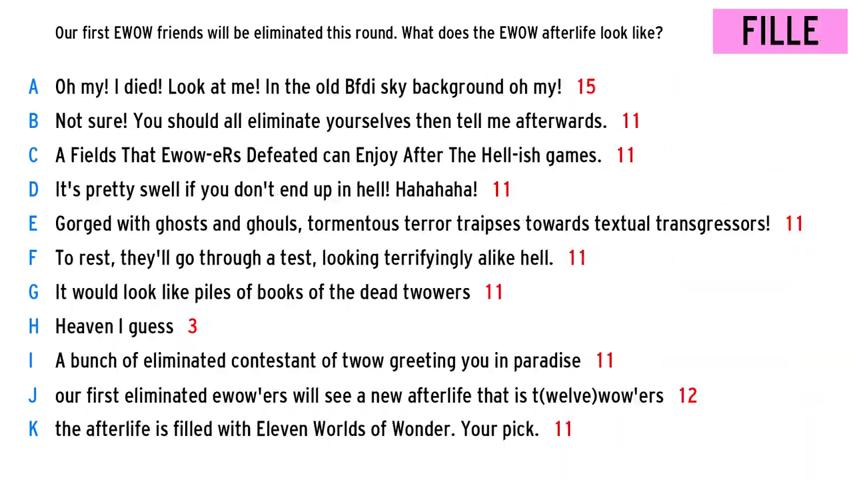 Our first EWOW friends will be eliminated this round. What does the EWOW afterlife look like?
FILLE
A Oh my! I died! Look at me! In the old Bfdi sky background oh my! 15
B Not sure! You should all eliminate yourselves then tell me afterwards. 11
C A Fields That Ewow-eRs Defeated can Enjoy After The Hell-ish games. 11
D It's pretty swell if you don't end up in hell! Hahahaha! 11
E Gorged with ghosts and ghouls, tormentous terror traipses towards textual transgressors! 11
F To rest, they'll go through a test, looking terrifyingly alike hell. 11
G It would look like piles of books of the dead twowers 11
H Heaven I guess 3
I A bunch of eliminated contestant of twow greeting you in paradise 11
J our first eliminated ewow'ers will see a new afterlife that is t(welve)wow'ers 12
K the afterlife is filled with Eleven Worlds of Wonder. Your pick. 11